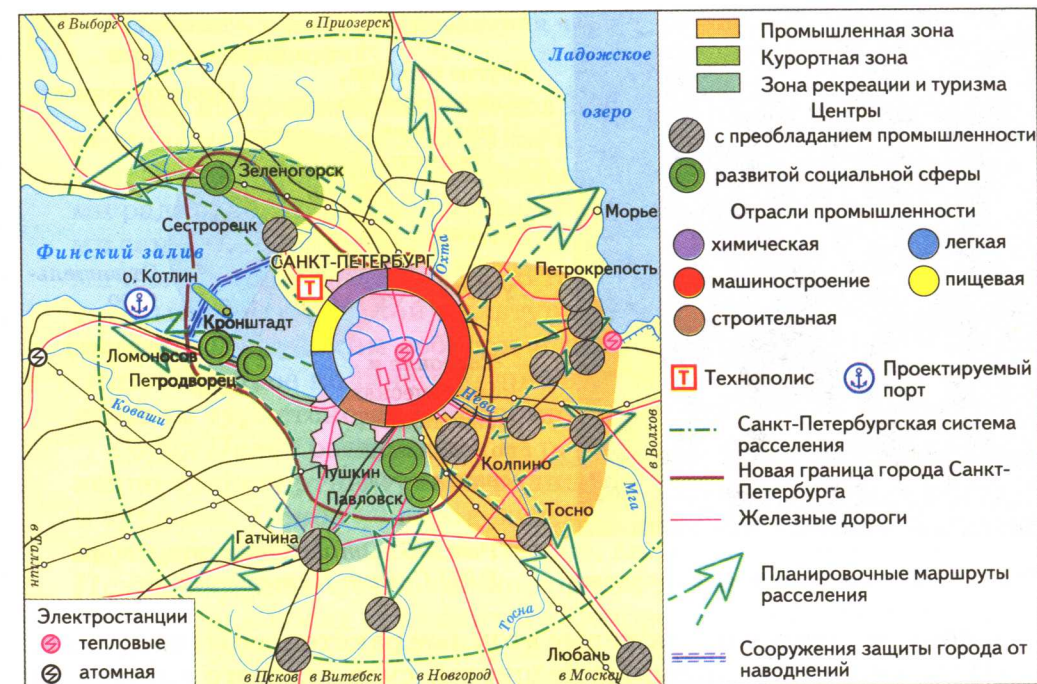 в Выборг
в Приозерск
Ладожское
озеро
Зеленогорск
Сестрорецк
Морье
Охта
Финский залив
САНКТ-ПЕТЕРБУРГ
Т
Петрокрепость
о. Котлин
Кронштадт
Ломоносов
Петродворец
Нева
Коваши
в Волхов
Колпино
Пушкин
Павловск
Мга
Тосно
Гатчина
в Таллин
Тосна
Любань
в Псков
в Витебск
в Новгород
в Москву
Электростанции
тепловые
атомная
Промышленная зона
Курортная зона
Зона рекреации и туризма
Центры
с преобладанием промышленности
развитой социальной сферы
Отрасли промышленности
химическая
легкая
машиностроение
пищевая
строительная
Т Технополис
Проектируемый
порт
Санкт-Петербургская система
расселения
Новая граница города Санкт-
Петербурга
Железные дороги
Планировочные маршруты
расселения
Сооружения защиты города от
наводнений